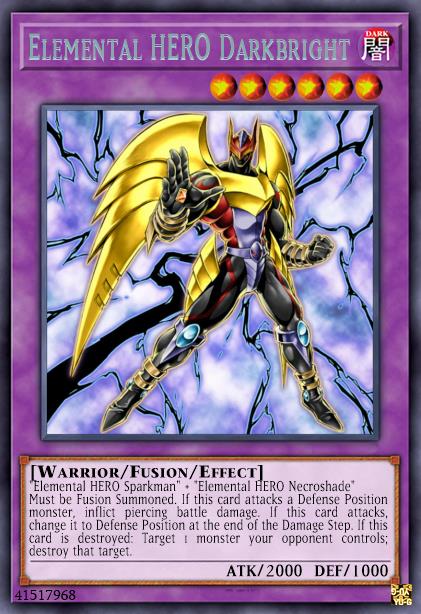 Elemental HERO Darkbright
DARK
闇
[Warrior/Fusion/Effect]
"Elemental HERO Sparkman" + "Elemental HERO Necroshade"
Must be Fusion Summoned. If this card attacks a Defense Position
monster, inflict piercing battle damage. If this card attacks,
change it to Defense Position at the end of the Damage Step. If this
card is destroyed: Target 1 monster your opponent controls;
destroy that target.
ATK/2000 DEF/1000
41517968